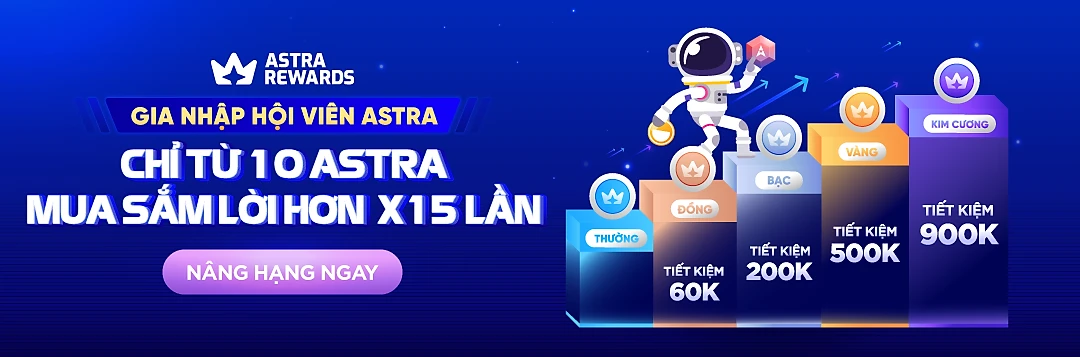 ASTRA
REWARDS
GIA NHẬP HỘI VIÊN ASTRA
CHỈ TỪ 10 ASTRA
MUA SẮM LỜI HƠN X15 LẦN
NÂNG HẠNG NGAY
A
THƯỜNG
ĐỒNG
TIẾT KIỆM
60K
BẠC
TIẾT KIỆM
200K
VÀNG
TIẾT KIỆM
500K
KIM CƯƠNG
TIẾT KIỆM
900K